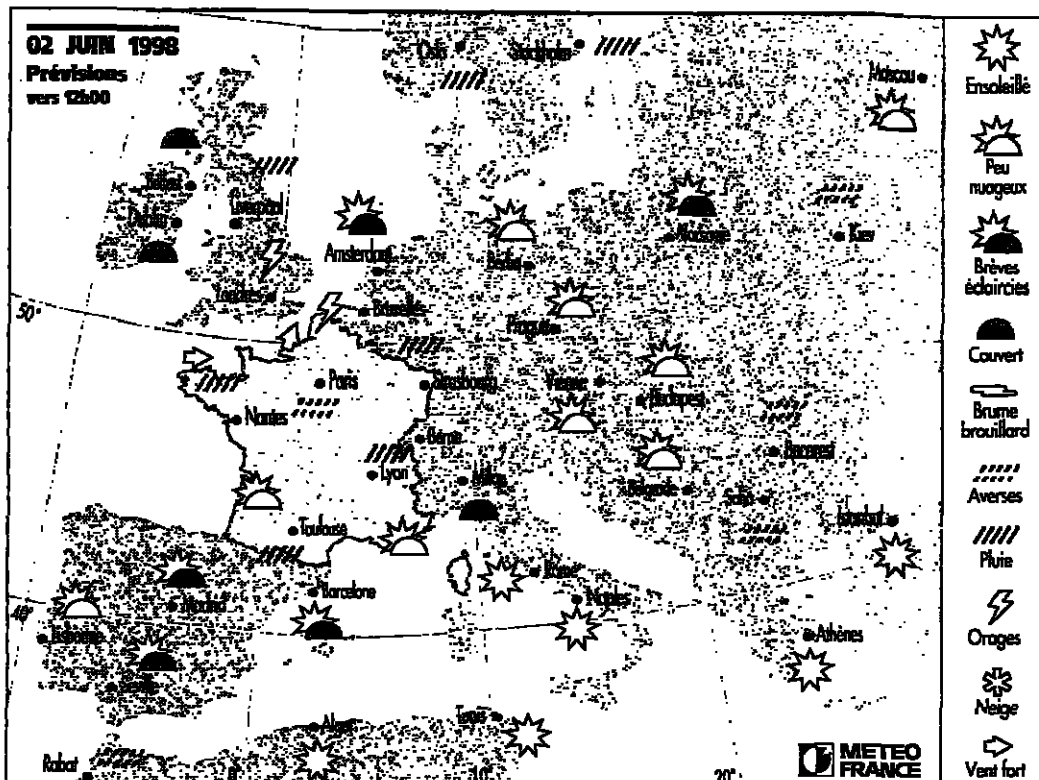 02 JUIN 1998
Prévisions
vers 12h00
Oslo
Stockholm
Moscou
Belfast
Dublin
Liverpool
Amsterdam
Berlin
Varsovie
Kiev
Londres
Bruxelles
50°
Prague
Paris
Strasbourg
Vienne
Budapest
Nantes
Berne
Bucarest
Lyon
Milan
Belgrade
Sofia
Istanbul
Toulouse
Barcelone
Rome
Naples
40°
Madrid
Lisbonne
Athènes
Séville
Alger
Tunis
Rabat
0°
10°
20°
METEO
FRANCE
Ensoleillé
Peu
nuageux
Brèves
éclaircies
Couvert
Brume
brouillard
Averses
Pluie
Orages
Neige
Vent fort